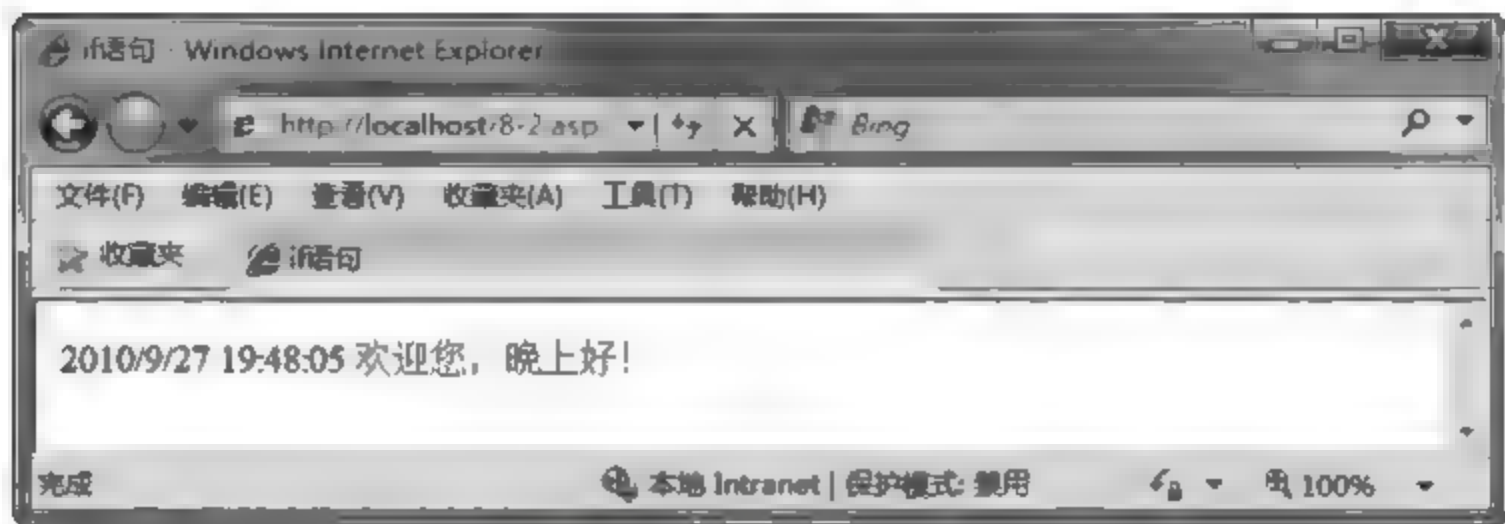 if语句 - Windows Internet Explorer
http://localhost/8-2.asp Bing
文件(F) 编辑(E) 查看(V) 收藏夹(A) 工具(T) 帮助(H)
收藏夹 if语句
2010/9/27 19:48:05 欢迎您，晚上好！
完成 本地 Intranet | 保护模式: 禁用 100%